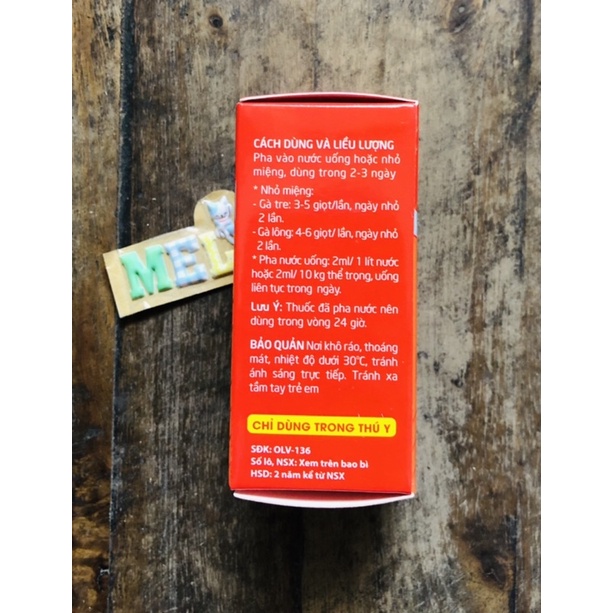 CÁCH DÙNG VÀ LIỀU LƯỢNG
Pha vào nước uống hoặc nhỏ
miệng, dùng trong 2-3 ngày
* Nhỏ miệng:
- Gà tre: 3-5 giọt/lần, ngày nhỏ
2 lần.
- Gà lông: 4-6 giọt/ lần, ngày nhỏ
2 lần.
* Pha nước uống: 2ml/ 1 lít nước
hoặc 2ml/ 10 kg thể trọng, uống
liên tục trong ngày.
Lưu Ý: Thuốc đã pha nước nên
dùng trong vòng 24 giờ.
BẢO QUẢN Nơi khô ráo, thoáng
mát, nhiệt độ dưới 30°C, tránh
ánh sáng trực tiếp. Tránh xa
tầm tay trẻ em
CHỈ DÙNG TRONG THÚ Y
SĐK: OLV-136
Số lô, NSX: Xem trên bao bì
HSD: 2 năm kể từ NSX
MEL